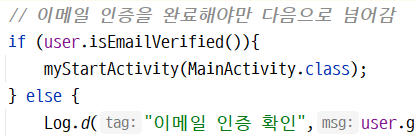 // 이메일 인증을 완료해야만 다음으로 넘어감
if (user.isEmailVerified()){
myStartActivity(MainActivity.class);
} else {
Log.d( tag: "이메일 인증 확인", msg: user.g